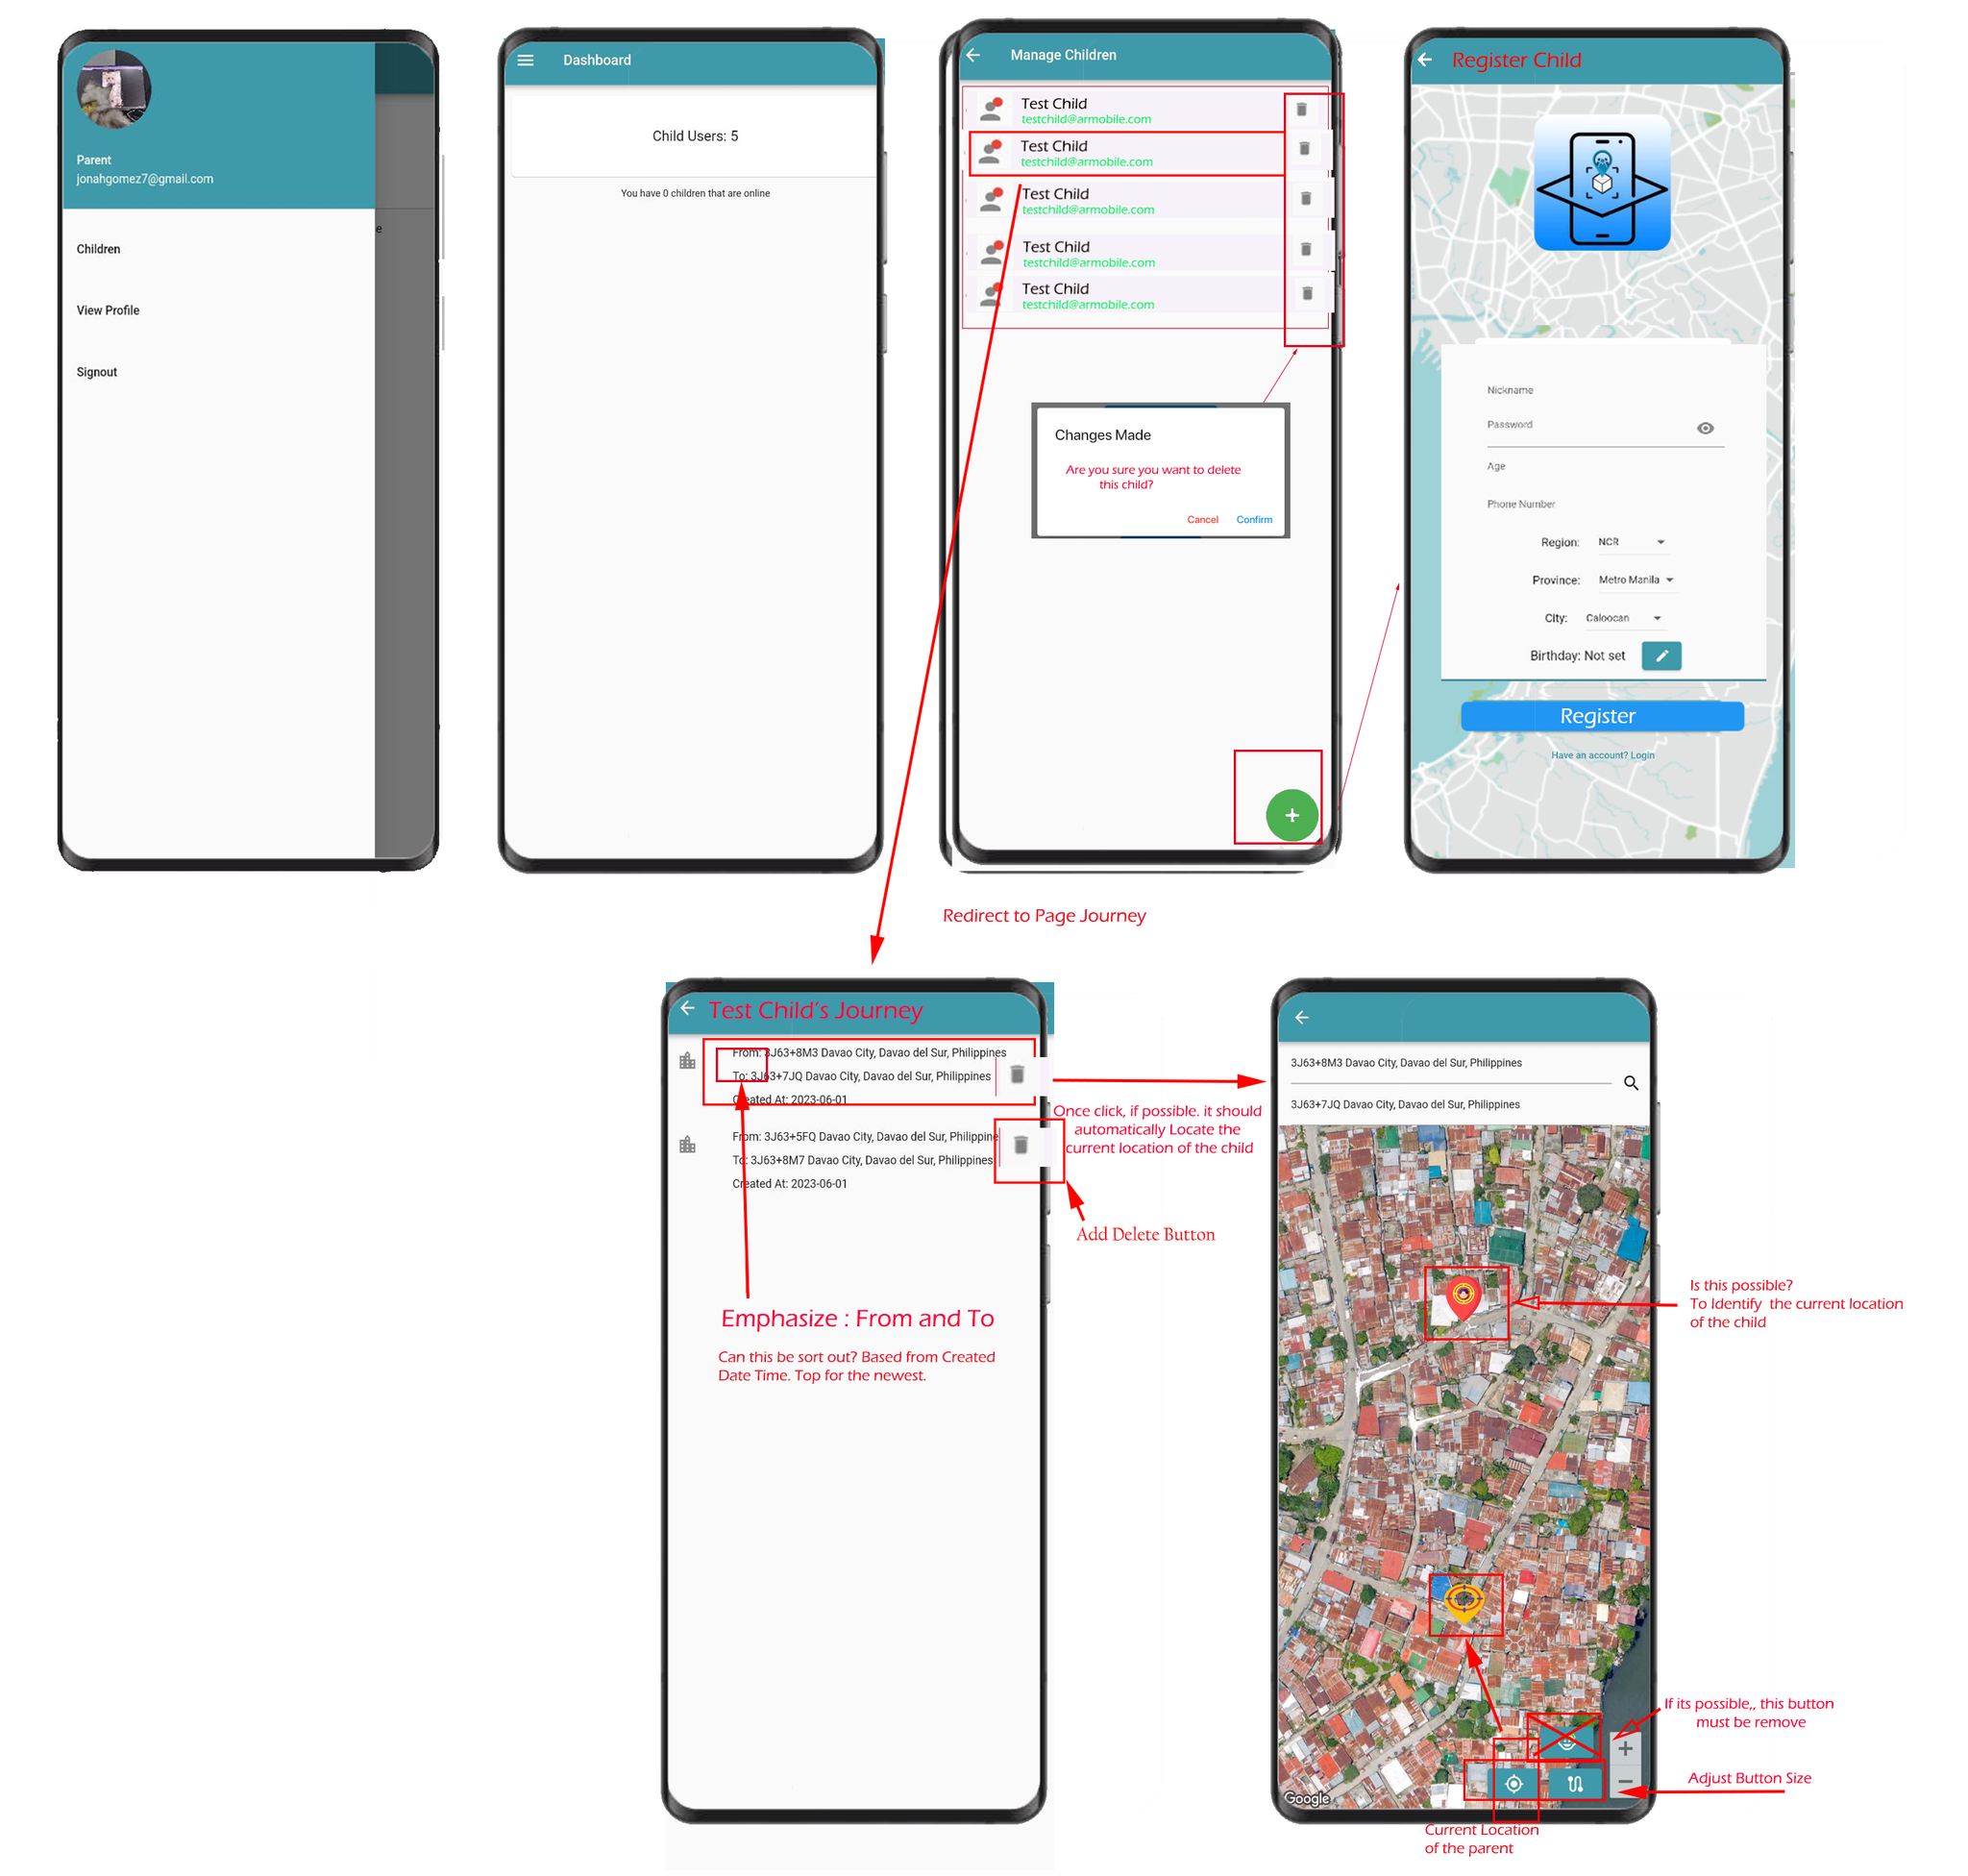 Parent
jonahgomez7@gmail.com
Children
View Profile
Signout
e
Dashboard
Child Users: 5
You have 0 children that are online
Manage Children
Test Child
testchild@armobile.com
Test Child
testchild@armobile.com
Test Child
testchild@armobile.com
Test Child
testchild@armobile.com
Test Child
testchild@armobile.com
Changes Made
Are you sure you want to delete
this child?
Cancel Confirm
+
Register Child
Nickname
Password
Age
Phone Number
Region: NCR
Province: Metro Manila
City: Caloocan
Birthday: Not set
Register
Have an account? Login
Redirect to Page Journey
Test Child's Journey
From: 3J63+8M3 Davao City, Davao del Sur, Philippines
To: 3J63+7JQ Davao City, Davao del Sur, Philippines
Created At: 2023-06-01
From: 3J63+5FQ Davao City, Davao del Sur, Philippine
To: 3J63+8M7 Davao City, Davao del Sur, Philippines
Created At: 2023-06-01
Once click, if possible. it should
automatically Locate the
current location of the child
Add Delete Button
Emphasize : From and To
Can this be sort out? Based from Created
Date Time. Top for the newest.
3J63+8M3 Davao City, Davao del Sur, Philippines
3J63+7JQ Davao City, Davao del Sur, Philippines
Is this possible?
To Identify the current location
of the child
If its possible,, this button
must be remove
+
Adjust Button Size
−
Google
Current Location
of the parent